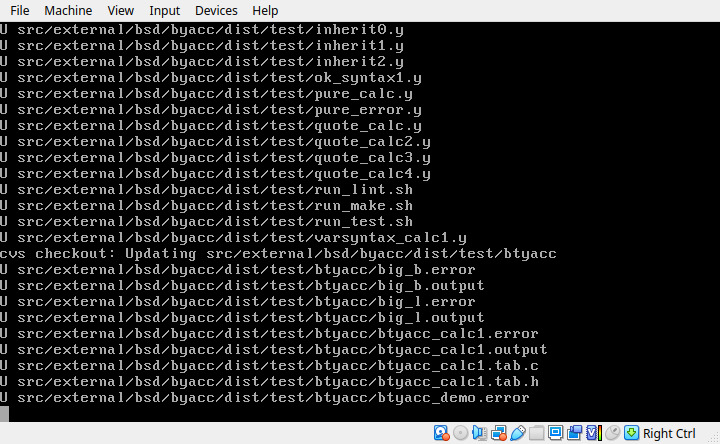 File Machine View Input Devices Help
U src/external/bsd/byacc/dist/test/inherit0.y
U src/external/bsd/byacc/dist/test/inherit1.y
U src/external/bsd/byacc/dist/test/inherit2.y
U src/external/bsd/byacc/dist/test/ok_syntax1.y
U src/external/bsd/byacc/dist/test/pure_calc.y
U src/external/bsd/byacc/dist/test/pure_error.y
U src/external/bsd/byacc/dist/test/quote_calc.y
U src/external/bsd/byacc/dist/test/quote_calc2.y
U src/external/bsd/byacc/dist/test/quote_calc3.y
U src/external/bsd/byacc/dist/test/quote_calc4.y
U src/external/bsd/byacc/dist/test/run_lint.sh
U src/external/bsd/byacc/dist/test/run_make.sh
U src/external/bsd/byacc/dist/test/run_test.sh
U src/external/bsd/byacc/dist/test/varsyntax_calc1.y
cvs checkout: Updating src/external/bsd/byacc/dist/test/btyacc
U src/external/bsd/byacc/dist/test/btyacc/big_b.error
U src/external/bsd/byacc/dist/test/btyacc/big_b.output
U src/external/bsd/byacc/dist/test/btyacc/big_l.error
U src/external/bsd/byacc/dist/test/btyacc/big_l.output
U src/external/bsd/byacc/dist/test/btyacc/btyacc_calc1.error
U src/external/bsd/byacc/dist/test/btyacc/btyacc_calc1.output
U src/external/bsd/byacc/dist/test/btyacc/btyacc_calc1.tab.c
U src/external/bsd/byacc/dist/test/btyacc/btyacc_calc1.tab.h
U src/external/bsd/byacc/dist/test/btyacc/btyacc_demo.error
Right Ctrl